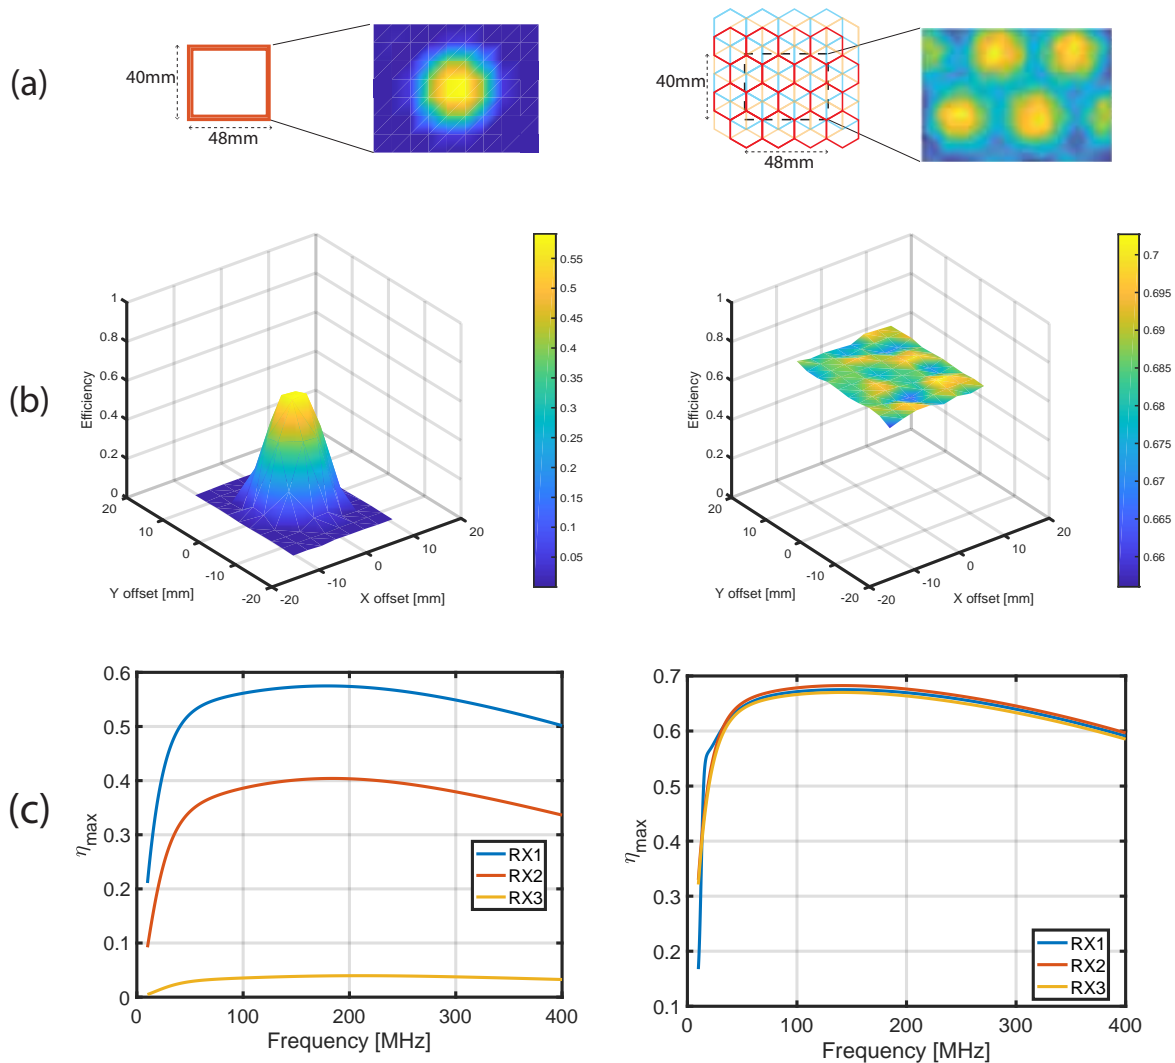 (a)
40mm
48mm
40mm
48mm
(b)
Efficiency
1
0.8
0.6
0.4
0.2
0
20
10
0
-10
-20
Y offset [mm]
-20
-10
0
10
20
X offset [mm]
0.55
0.5
0.45
0.4
0.35
0.3
0.25
0.2
0.15
0.1
0.05
Efficiency
1
0.8
0.6
0.4
0.2
0
20
10
0
-10
-20
Y offset [mm]
-20
-10
0
10
20
X offset [mm]
0.7
0.695
0.69
0.685
0.68
0.675
0.67
0.665
0.66
(c)
η_max
0.6
0.5
0.4
0.3
0.2
0.1
0
0 100 200 300 400
Frequency [MHz]
RX1
RX2
RX3
η_max
0.7
0.6
0.5
0.4
0.3
0.2
0.1
0 100 200 300 400
Frequency [MHz]
RX1
RX2
RX3